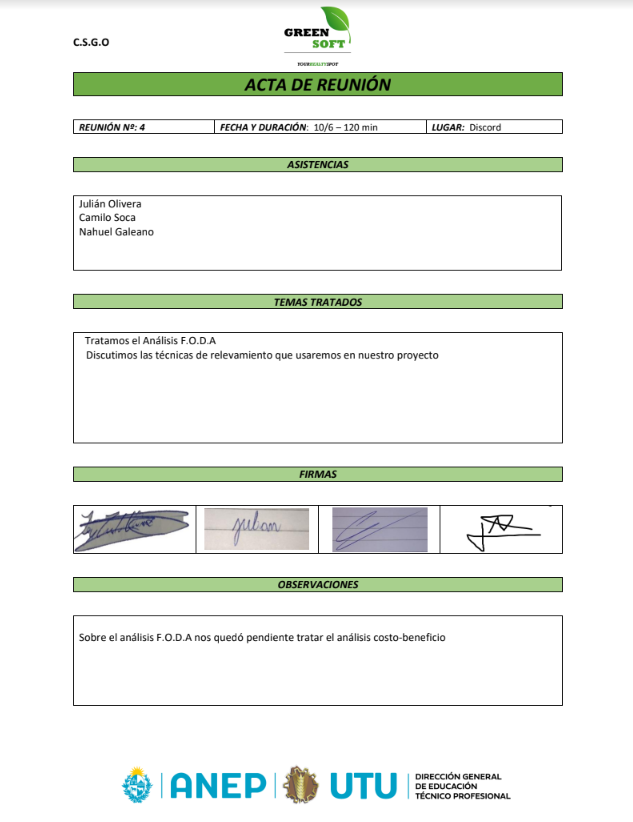 C.S.G.O
GREEN
SOFT
YOURHEALTYSPOT
ACTA DE REUNIÓN
REUNIÓN Nº: 4 FECHA Y DURACIÓN: 10/6 – 120 min LUGAR: Discord
ASISTENCIAS
Julián Olivera
Camilo Soca
Nahuel Galeano
TEMAS TRATADOS
Tratamos el Análisis F.O.D.A
Discutimos las técnicas de relevamiento que usaremos en nuestro proyecto
FIRMAS
julian
OBSERVACIONES
Sobre el análisis F.O.D.A nos quedó pendiente tratar el análisis costo-beneficio
ANEP UTU
DIRECCIÓN GENERAL
DE EDUCACIÓN
TÉCNICO PROFESIONAL